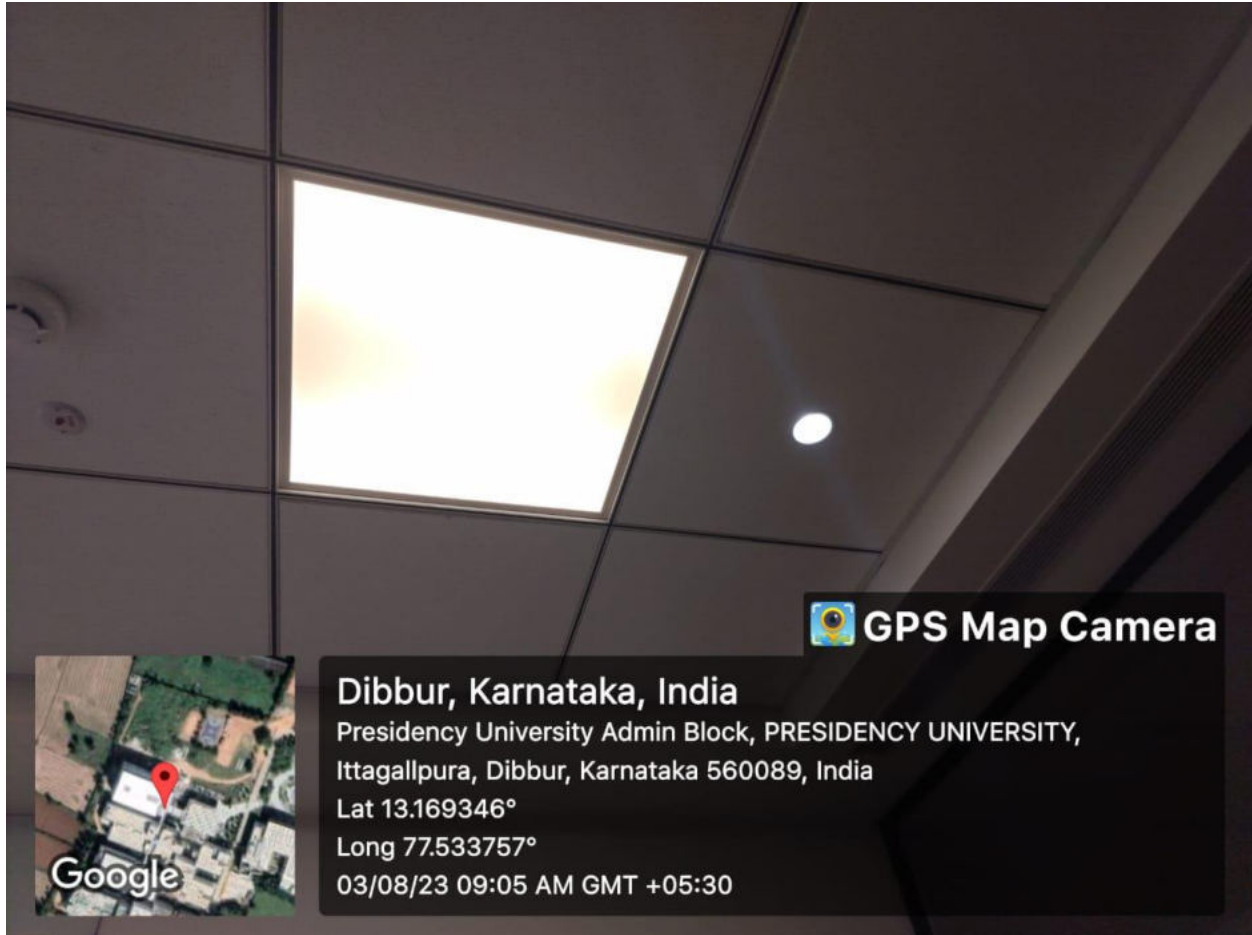 GPS Map Camera
Dibbur, Karnataka, India
Presidency University Admin Block, PRESIDENCY UNIVERSITY,
Ittagallpura, Dibbur, Karnataka 560089, India
Lat 13.169346°
Long 77.533757°
03/08/23 09:05 AM GMT +05:30
Google